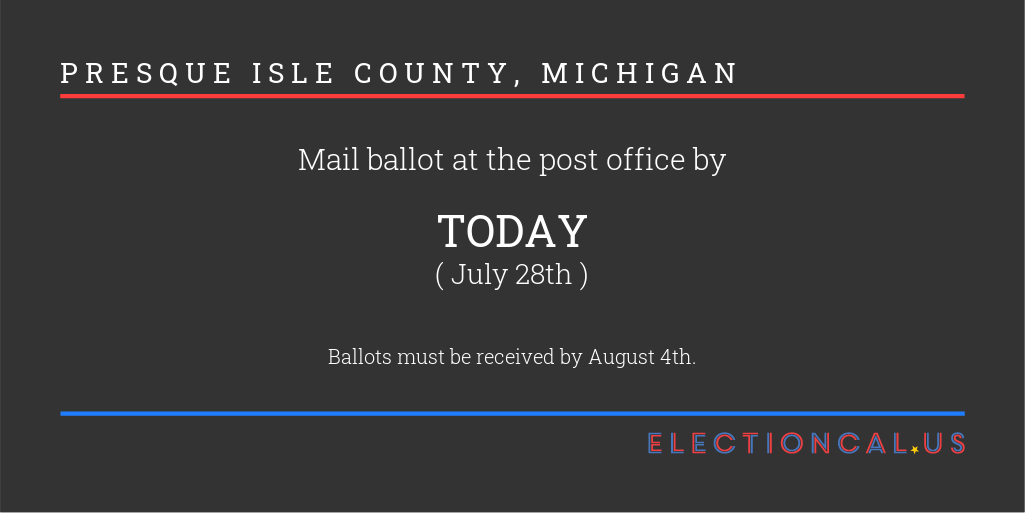 PRESQUE ISLE COUNTY, MICHIGAN
Mail ballot at the post office by
TODAY
( July 28th )
Ballots must be received by August 4th.
ELECTIONCAL.US